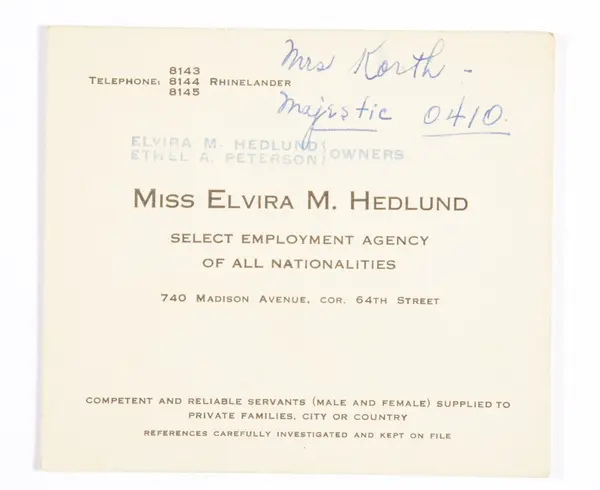 Mrs Korth -
Majestic 0410.
8143
TELEPHONE: 8144 RHINELANDER
8145
ELVIRA M. HEDLUND
ETHEL A. PETERSON } OWNERS
MISS ELVIRA M. HEDLUND
SELECT EMPLOYMENT AGENCY
OF ALL NATIONALITIES
740 MADISON AVENUE, COR. 64TH STREET
COMPETENT AND RELIABLE SERVANTS (MALE AND FEMALE) SUPPLIED TO
PRIVATE FAMILIES, CITY OR COUNTRY
REFERENCES CAREFULLY INVESTIGATED AND KEPT ON FILE